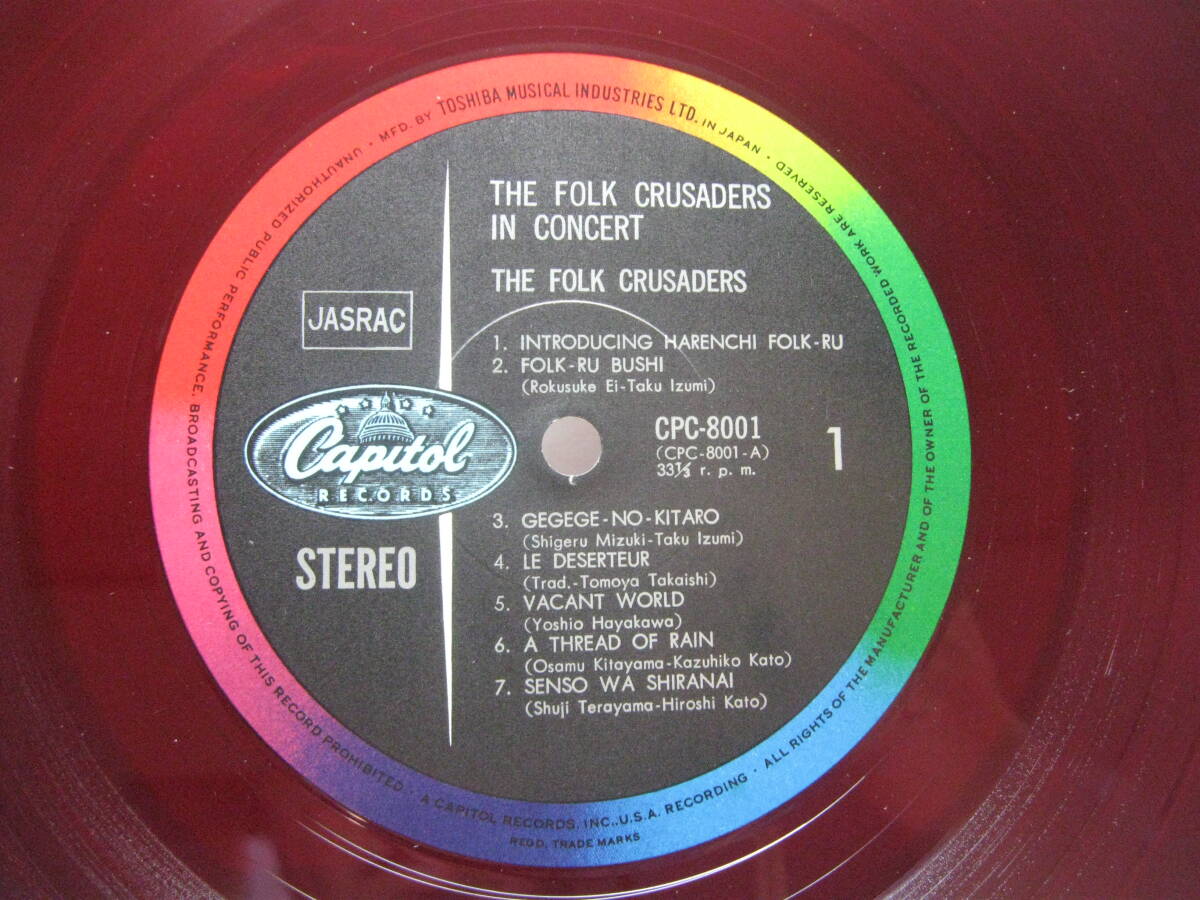 THE FOLK CRUSADERS
IN CONCERT
THE FOLK CRUSADERS
JASRAC
1. INTRODUCING HARENCHI FOLK-RU
2. FOLK-RU BUSHI
(Rokusuke Ei-Taku Izumi)
Capitol
RECORDS
STEREO
CPC-8001
(CPC-8001-A)
33⅓ r. p. m.
1
3. GEGEGE-NO-KITARO
(Shigeru Mizuki-Taku Izumi)
4. LE DESERTEUR
(Trad.-Tomoya Takaishi)
5. VACANT WORLD
(Yoshio Hayakawa)
6. A THREAD OF RAIN
(Osamu Kitayama-Kazuhiko Kato)
7. SENSO WA SHIRANAI
(Shuji Terayama-Hiroshi Kato)
MFD. BY TOSHIBA MUSICAL INDUSTRIES LTD. IN JAPAN · ALL RIGHTS OF THE MANUFACTURER AND OF THE OWNER OF THE RECORDED WORK ARE RESERVED · UNAUTHORIZED PUBLIC PERFORMANCE, BROADCASTING AND COPYING OF THIS RECORD PROHIBITED · A CAPITOL RECORDS, INC., U.S.A. RECORDING ·
REGD. TRADE MARKS